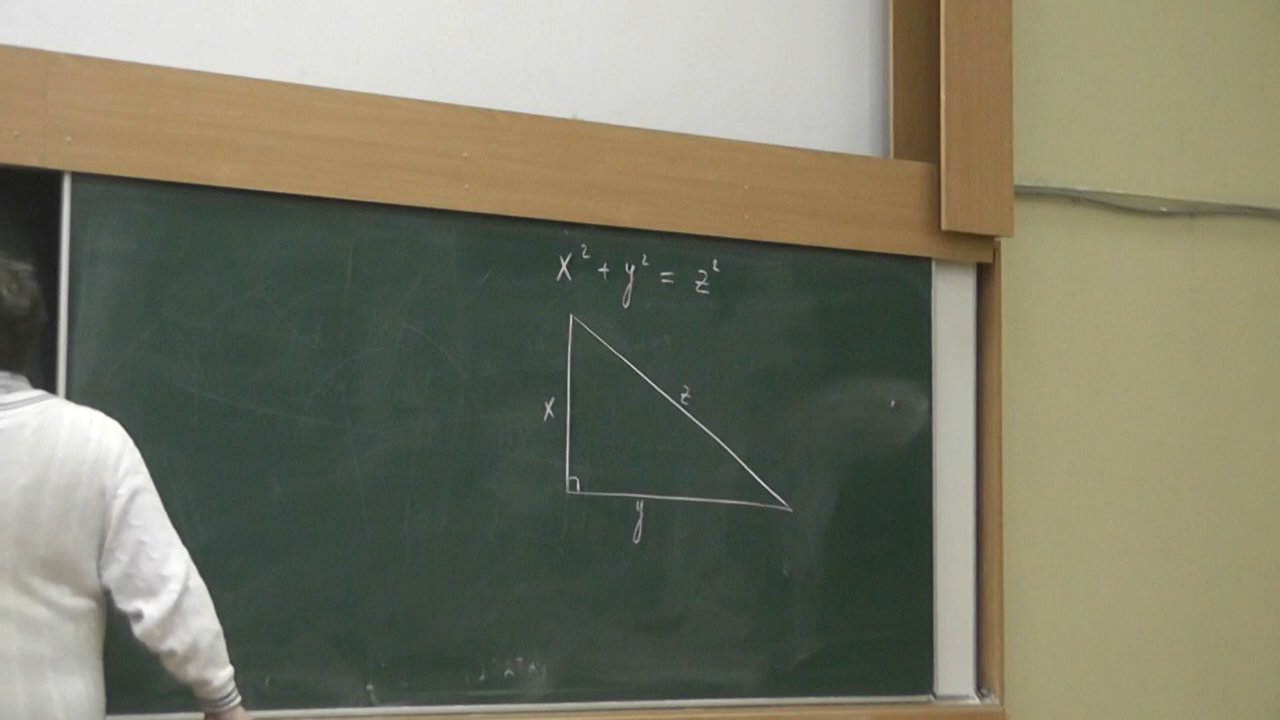 x² + y² = z²
x
z
y